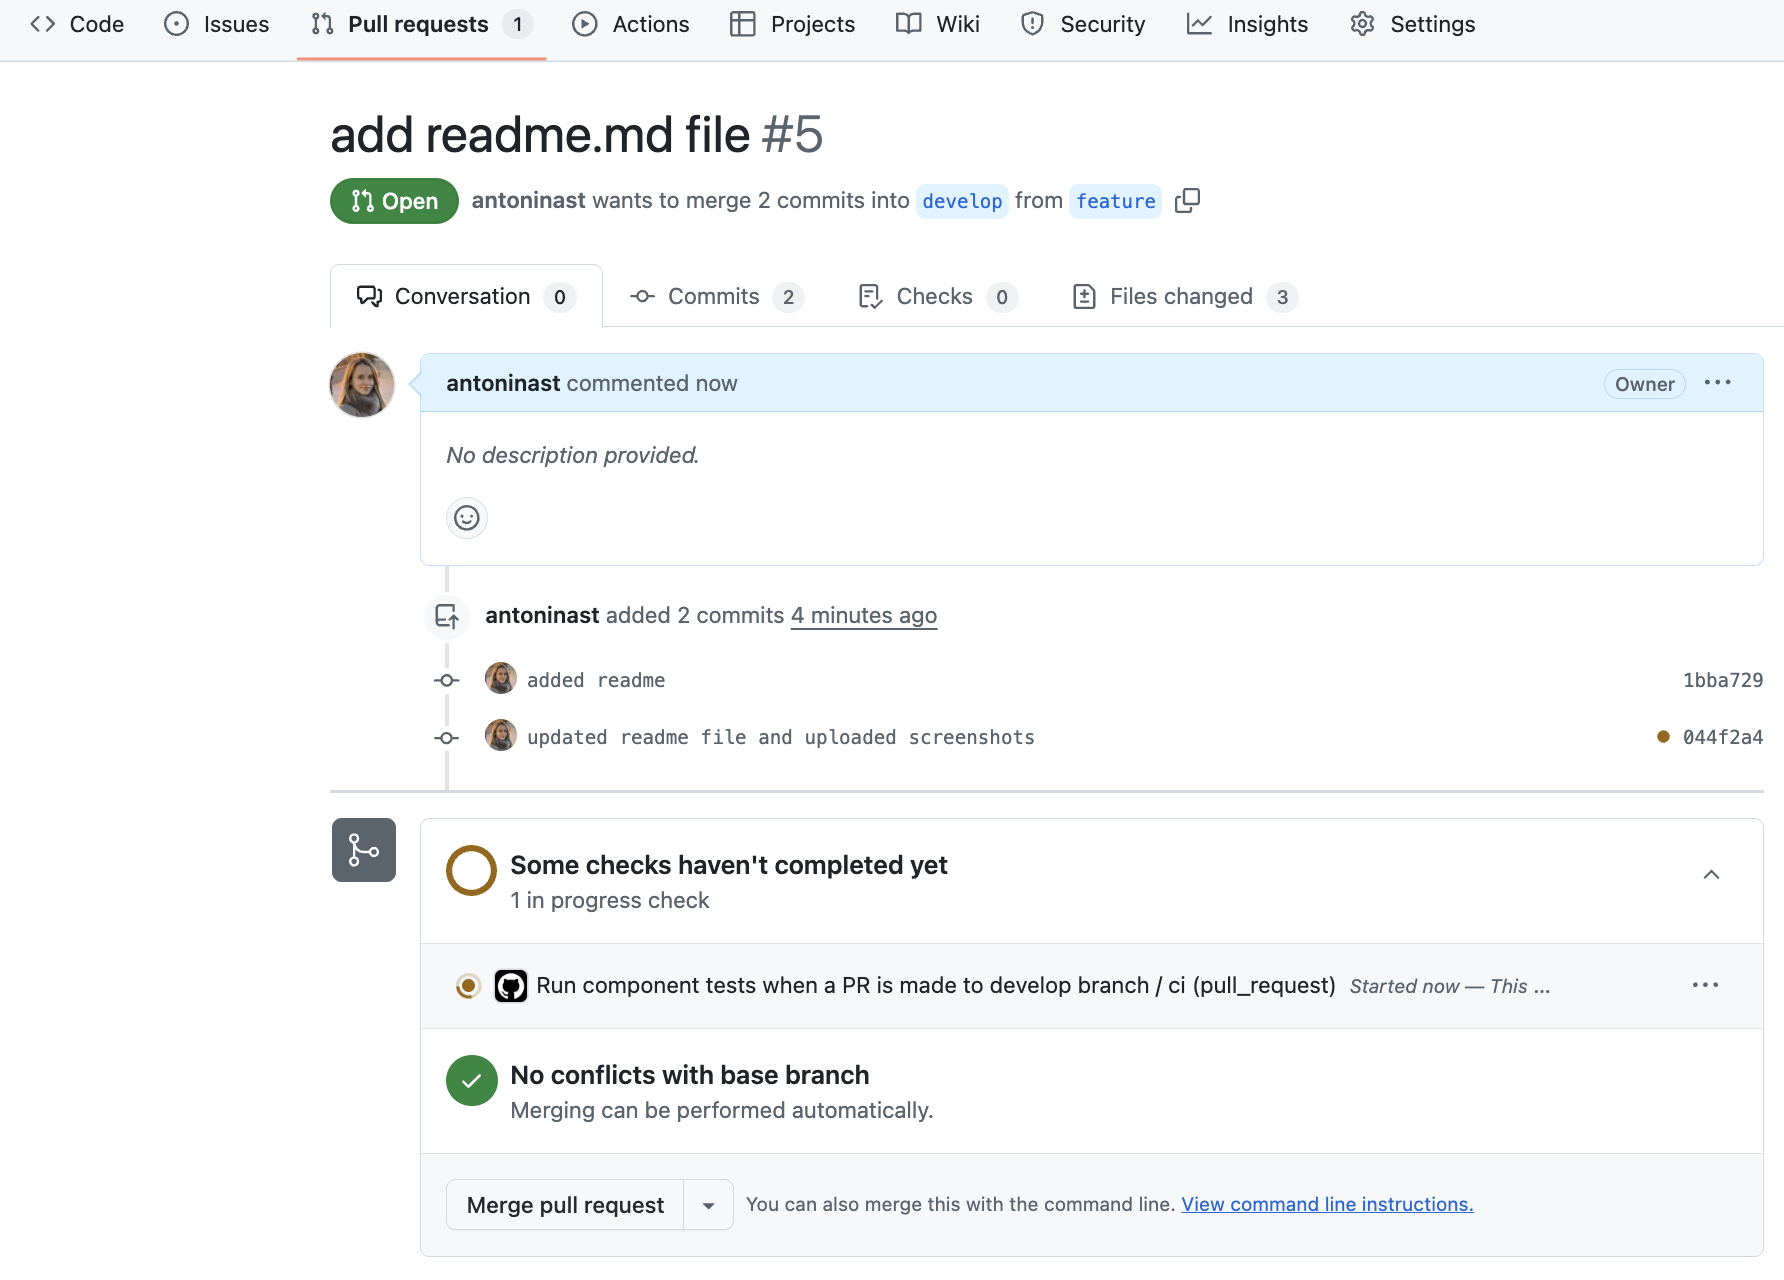 Code Issues Pull requests 1 Actions Projects Wiki Security Insights Settings
add readme.md file #5
Open antoninast wants to merge 2 commits into develop from feature
Conversation 0 Commits 2 Checks 0 Files changed 3
antoninast commented now Owner
No description provided.
antoninast added 2 commits 4 minutes ago
added readme 1bba729
updated readme file and uploaded screenshots 044f2a4
Some checks haven't completed yet
1 in progress check
Run component tests when a PR is made to develop branch / ci (pull_request) Started now — This ...
No conflicts with base branch
Merging can be performed automatically.
Merge pull request You can also merge this with the command line. View command line instructions.